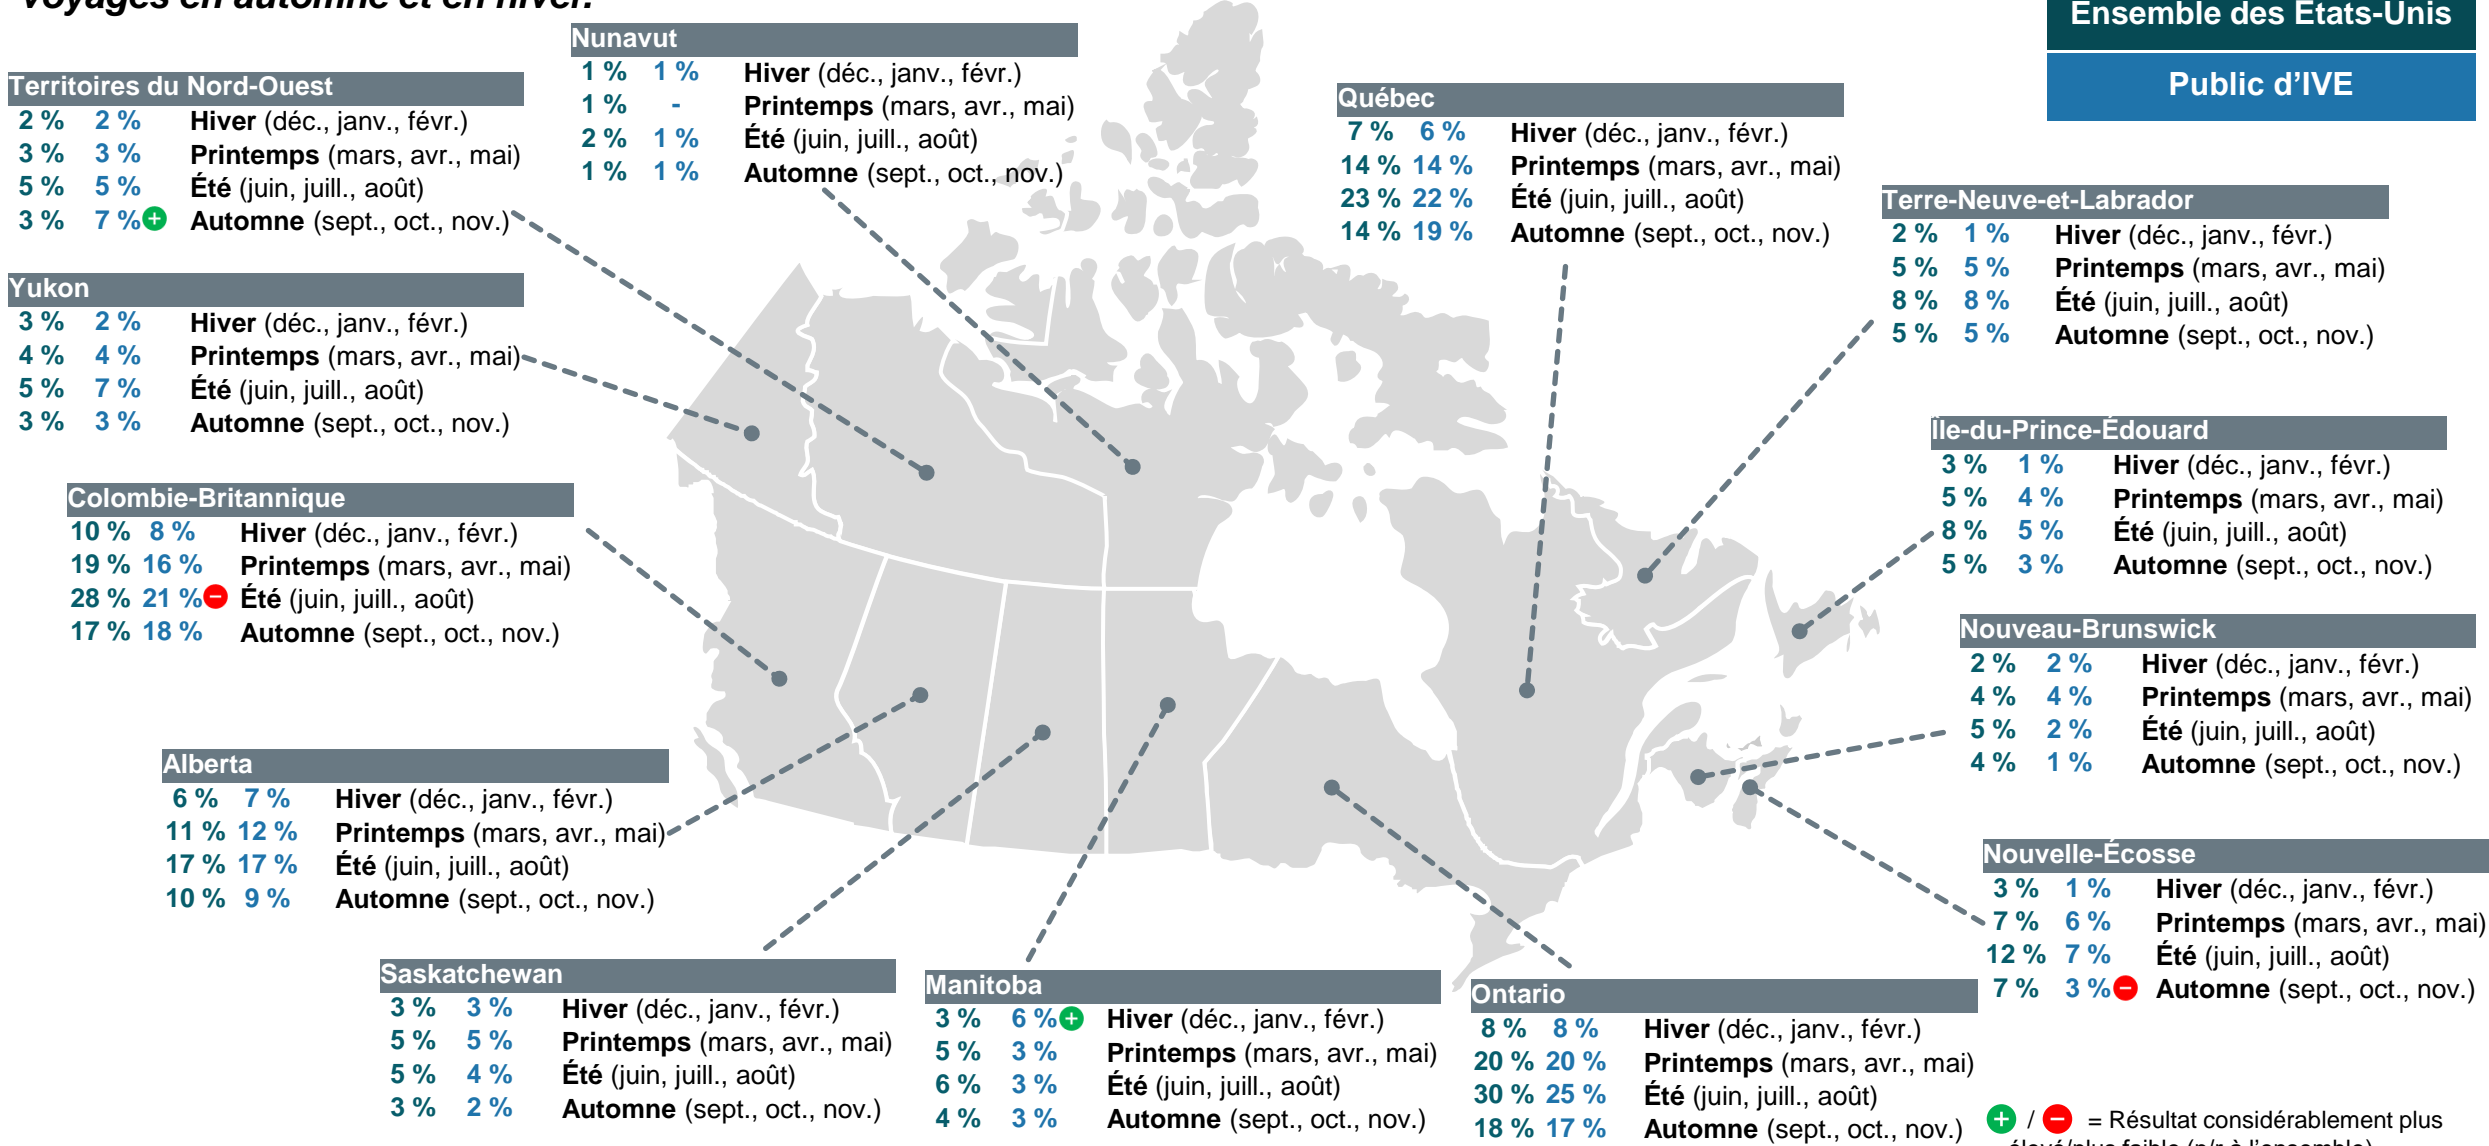 voyages en automne et en hiver.
Ensemble des États-Unis
Public d'IVE
Nunavut
1 % 1 % Hiver (déc., janv., févr.)
1 % - Printemps (mars, avr., mai)
2 % 1 % Été (juin, juill., août)
1 % 1 % Automne (sept., oct., nov.)
Territoires du Nord-Ouest
2 % 2 % Hiver (déc., janv., févr.)
3 % 3 % Printemps (mars, avr., mai)
5 % 5 % Été (juin, juill., août)
3 % 7 % + Automne (sept., oct., nov.)
Québec
7 % 6 % Hiver (déc., janv., févr.)
14 % 14 % Printemps (mars, avr., mai)
23 % 22 % Été (juin, juill., août)
14 % 19 % Automne (sept., oct., nov.)
Terre-Neuve-et-Labrador
2 % 1 % Hiver (déc., janv., févr.)
5 % 5 % Printemps (mars, avr., mai)
8 % 8 % Été (juin, juill., août)
5 % 5 % Automne (sept., oct., nov.)
Yukon
3 % 2 % Hiver (déc., janv., févr.)
4 % 4 % Printemps (mars, avr., mai)
5 % 7 % Été (juin, juill., août)
3 % 3 % Automne (sept., oct., nov.)
Île-du-Prince-Édouard
3 % 1 % Hiver (déc., janv., févr.)
5 % 4 % Printemps (mars, avr., mai)
8 % 5 % Été (juin, juill., août)
5 % 3 % Automne (sept., oct., nov.)
Colombie-Britannique
10 % 8 % Hiver (déc., janv., févr.)
19 % 16 % Printemps (mars, avr., mai)
28 % 21 % − Été (juin, juill., août)
17 % 18 % Automne (sept., oct., nov.)
Nouveau-Brunswick
2 % 2 % Hiver (déc., janv., févr.)
4 % 4 % Printemps (mars, avr., mai)
5 % 2 % Été (juin, juill., août)
4 % 1 % Automne (sept., oct., nov.)
Alberta
6 % 7 % Hiver (déc., janv., févr.)
11 % 12 % Printemps (mars, avr., mai)
17 % 17 % Été (juin, juill., août)
10 % 9 % Automne (sept., oct., nov.)
Nouvelle-Écosse
3 % 1 % Hiver (déc., janv., févr.)
7 % 6 % Printemps (mars, avr., mai)
12 % 7 % Été (juin, juill., août)
7 % 3 % − Automne (sept., oct., nov.)
Saskatchewan
3 % 3 % Hiver (déc., janv., févr.)
5 % 5 % Printemps (mars, avr., mai)
5 % 4 % Été (juin, juill., août)
3 % 2 % Automne (sept., oct., nov.)
Manitoba
3 % 6 % + Hiver (déc., janv., févr.)
5 % 3 % Printemps (mars, avr., mai)
6 % 3 % Été (juin, juill., août)
4 % 3 % Automne (sept., oct., nov.)
Ontario
8 % 8 % Hiver (déc., janv., févr.)
20 % 20 % Printemps (mars, avr., mai)
30 % 25 % Été (juin, juill., août)
18 % 17 % Automne (sept., oct., nov.)
+ / − = Résultat considérablement plus
élevé/plus faible (p/r à l'ensemble)